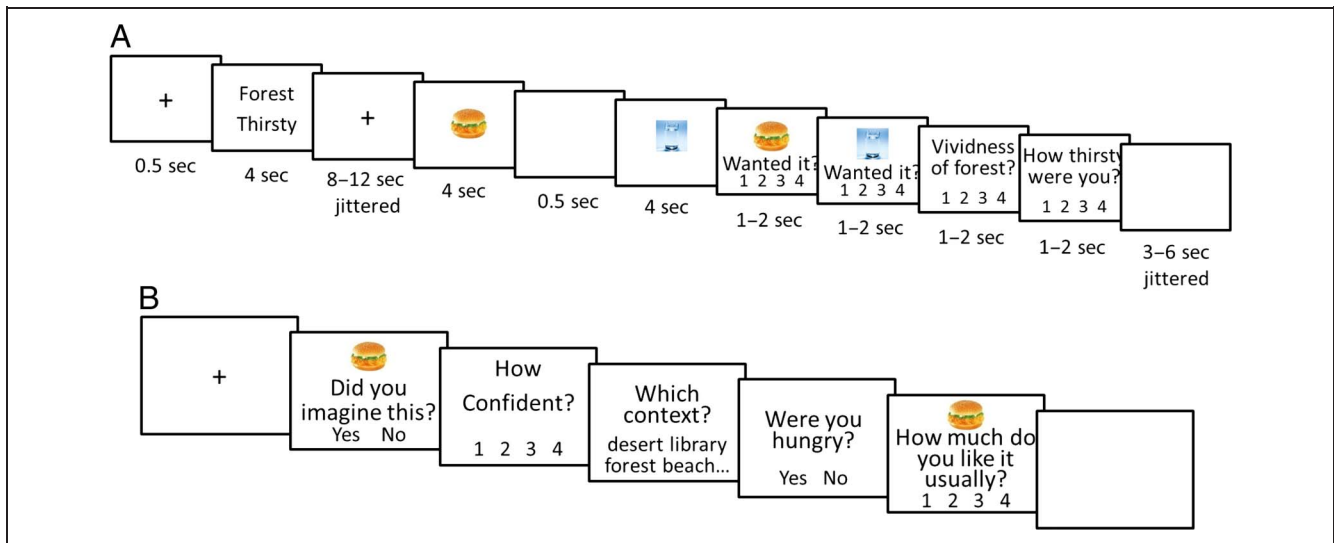 A
+
Forest
Thirsty
+
Wanted it?
1 2 3 4
Wanted it?
1 2 3 4
Vividness
of forest?
1 2 3 4
How thirsty
were you?
1 2 3 4
0.5 sec
4 sec
8–12 sec
jittered
4 sec
0.5 sec
4 sec
1–2 sec
1–2 sec
1–2 sec
1–2 sec
3–6 sec
jittered
B
+
Did you
imagine this?
Yes No
How
Confident?
1 2 3 4
Which
context?
desert library
forest beach...
Were you
hungry?
Yes No
How much do
you like it
usually?
1 2 3 4